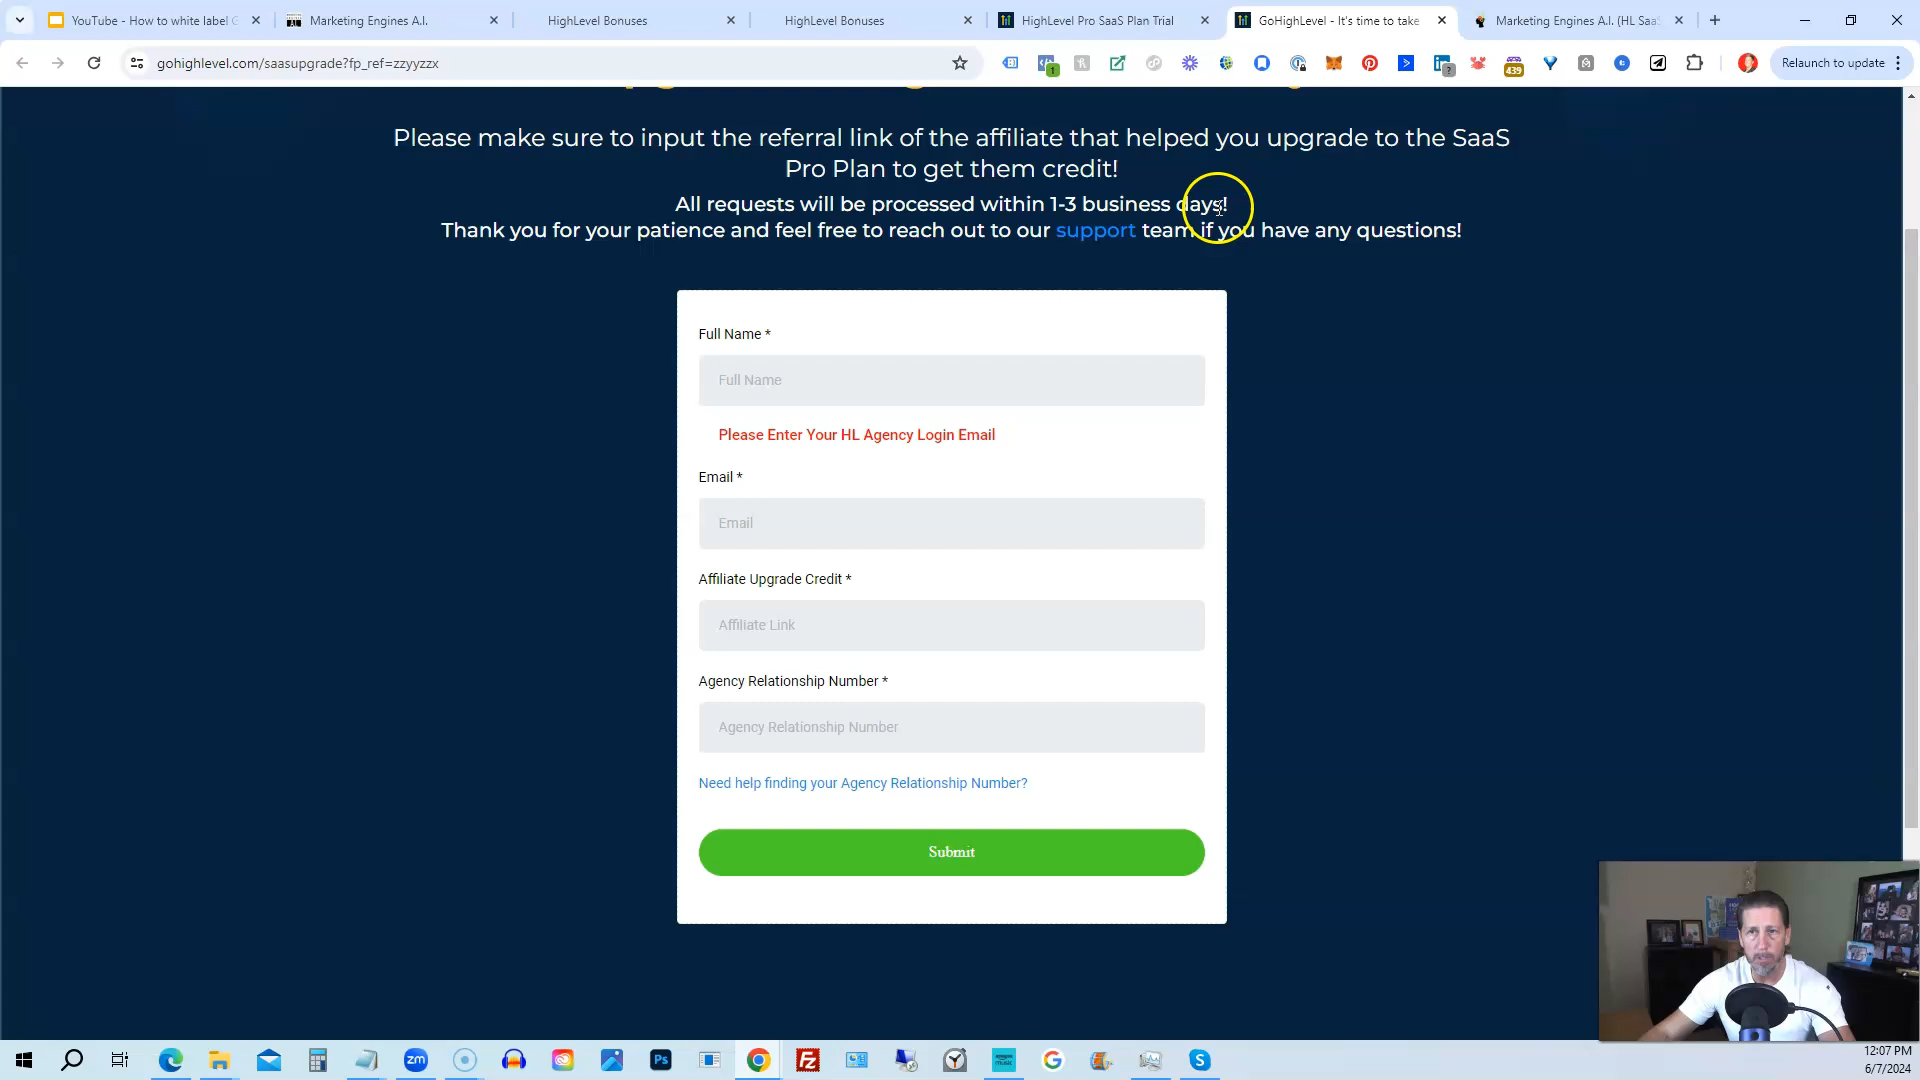 YouTube - How to white label G
Marketing Engines A.I.
HighLevel Bonuses
HighLevel Bonuses
HighLevel Pro SaaS Plan Trial
GoHighLevel - It's time to take
Marketing Engines A.I. (HL SaaS
gohighlevel.com/saasupgrade?fp_ref=zzyyzzx
1
439
Relaunch to update
Please make sure to input the referral link of the affiliate that helped you upgrade to the SaaS
Pro Plan to get them credit!
All requests will be processed within 1-3 business days!
Thank you for your patience and feel free to reach out to our support team if you have any questions!
Full Name *
Full Name
Please Enter Your HL Agency Login Email
Email *
Email
Affiliate Upgrade Credit *
Affiliate Link
Agency Relationship Number *
Agency Relationship Number
Need help finding your Agency Relationship Number?
Submit
zm
Ps
12:07 PM
6/7/2024